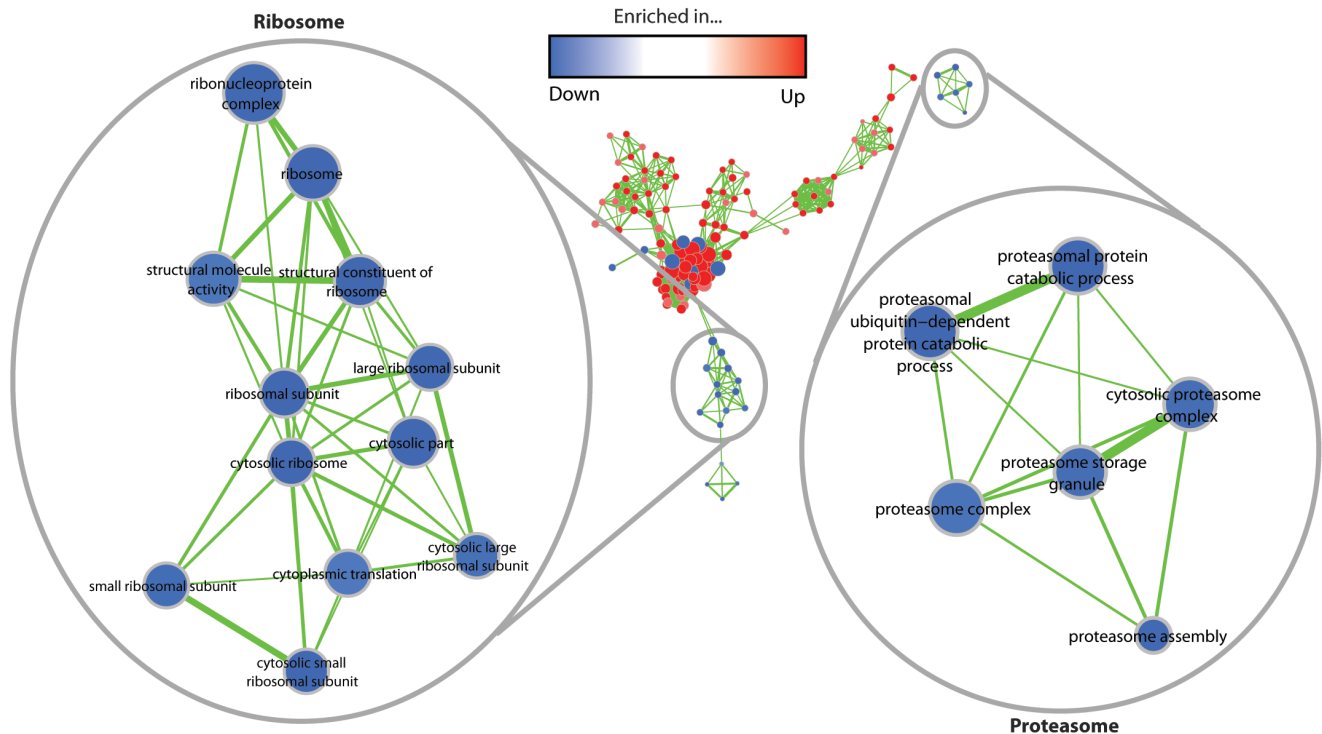 Ribosome
Enriched in...
Down
Up
ribonucleoprotein
complex
ribosome
structural molecule
activity
structural constituent of
ribosome
large ribosomal subunit
ribosomal subunit
cytosolic part
cytosolic ribosome
cytosolic large
ribosomal subunit
cytoplasmic translation
small ribosomal subunit
cytosolic small
ribosomal subunit
proteasomal protein
catabolic process
proteasomal
ubiquitin−dependent
protein catabolic
process
cytosolic proteasome
complex
proteasome storage
granule
proteasome complex
proteasome assembly
Proteasome